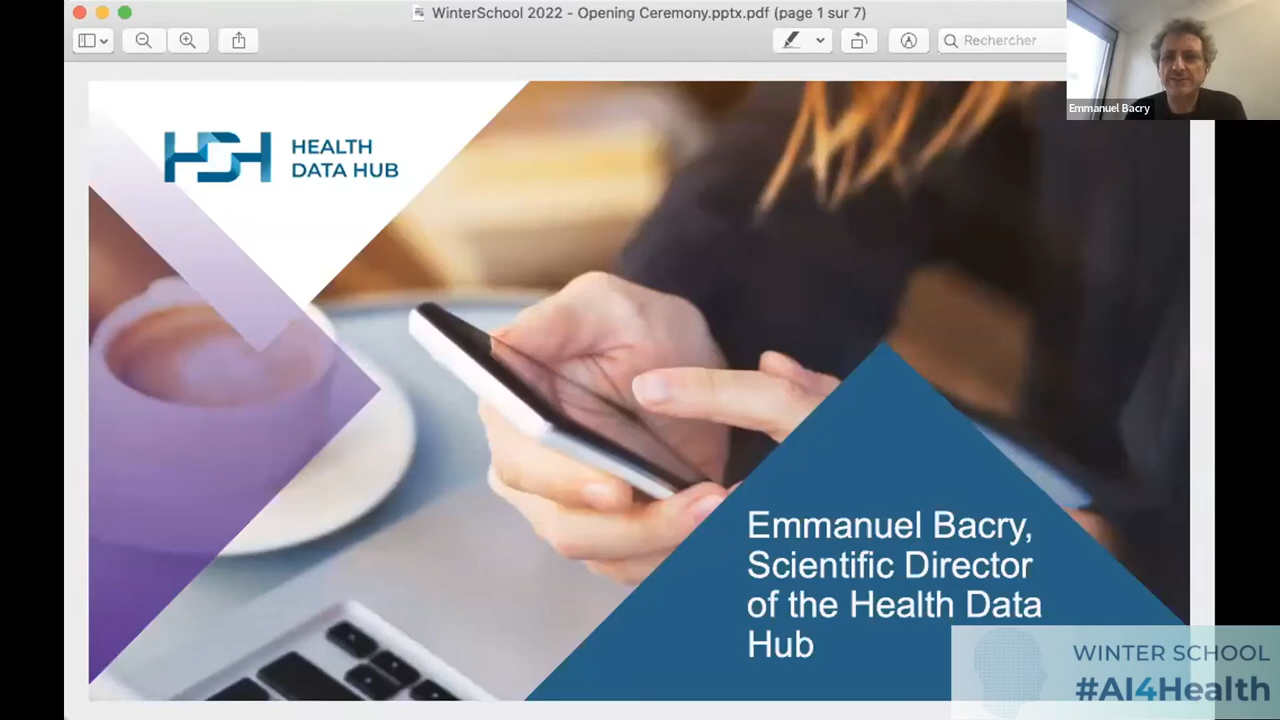 WinterSchool 2022 - Opening Ceremony.pptx.pdf (page 1 sur 7)
Rechercher
Emmanuel Bacry
HEALTH
DATA HUB
Emmanuel Bacry,
Scientific Director
of the Health Data
Hub
WINTER SCHOOL
#AI4Health